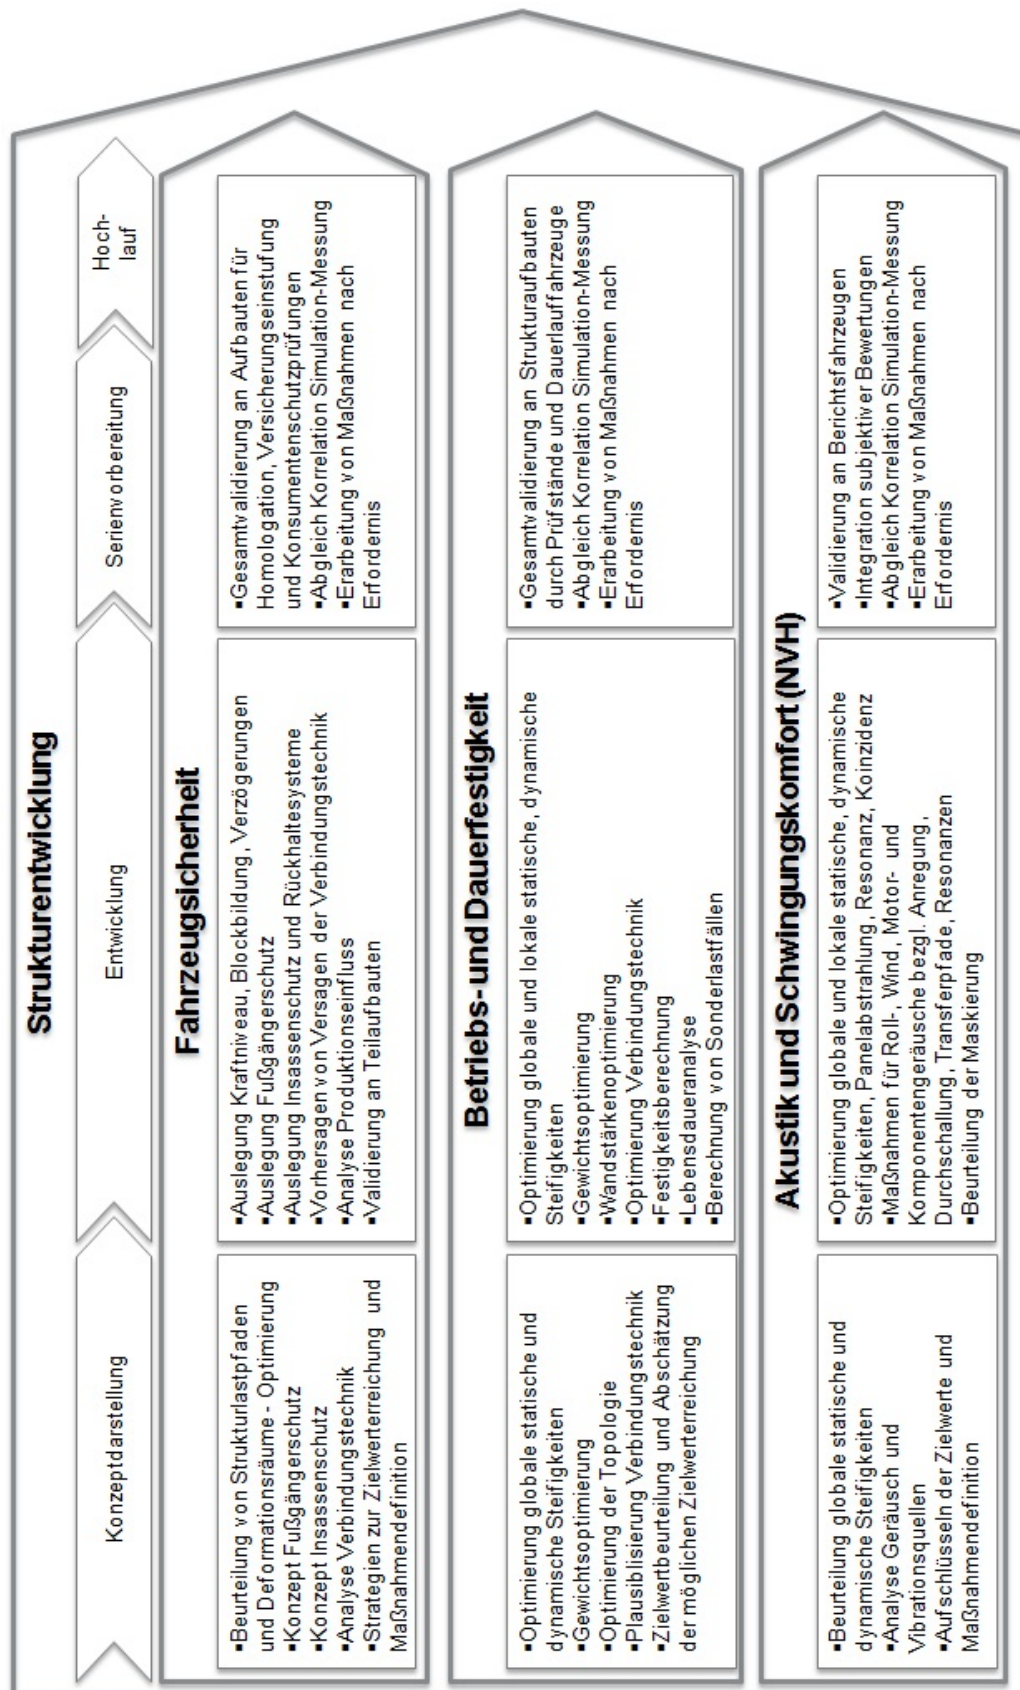 Strukturentwicklung
Konzeptdarstellung
Entwicklung
Serienvorbereitung
Hoch-
lauf
Fahrzeugsicherheit
▪Beurteilung von Strukturlastpfaden
und Deformationsräume - Optimierung
▪Konzept Fußgängerschutz
▪Konzept Insassenschutz
▪Analyse Verbindungstechnik
▪Strategien zur Zielwerterreichung und
Maßnahmendefinition
▪Auslegung Kraftniveau, Blockbildung, Verzögerungen
▪Auslegung Fußgängerschutz
▪Auslegung Insassenschutz und Rückhaltesysteme
▪Vorhersagen von Versagen der Verbindungstechnik
▪Analyse Produktionseinfluss
▪Validierung an Teilaufbauten
▪Gesamtvalidierung an Aufbauten für
Homologation, Versicherungseinstufung
und Konsumentenschutzprüfungen
▪Abgleich Korrelation Simulation-Messung
▪Erarbeitung von Maßnahmen nach
Erfordernis
Betriebs- und Dauerfestigkeit
▪Optimierung globale statische und
dynamische Steifigkeiten
▪Gewichtsoptimierung
▪Optimierung der Topologie
▪Plausiblisierung Verbindungstechnik
▪Zielwertbeurteilung und Abschätzung
der möglichen Zielwerterreichung
▪Optimierung globale und lokale statische, dynamische
Steifigkeiten
▪Gewichtsoptimierung
▪Wandstärkenoptimierung
▪Optimierung Verbindungstechnik
▪Festigkeitsberechnung
▪Lebensdaueranalyse
▪Berechnung von Sonderlastfällen
▪Gesamtvalidierung an Strukturaufbauten
durch Prüfstände und Dauerlauffahrzeuge
▪Abgleich Korrelation Simulation-Messung
▪Erarbeitung von Maßnahmen nach
Erfordernis
Akustik und Schwingungskomfort (NVH)
▪Beurteilung globale statische und
dynamische Steifigkeiten
▪Analyse Geräusch und
Vibrationsquellen
▪Aufschlüsseln der Zielwerte und
Maßnahmendefinition
▪Optimierung globale und lokale statische, dynamische
Steifigkeiten, Panelabstrahlung, Resonanz, Koinzidenz
▪Maßnahmen für Roll-, Wind, Motor- und
Komponentengeräusche bezgl. Anregung,
Durchschallung, Transferpfade, Resonanzen
▪Beurteilung der Maskierung
▪Validierung an Berichtsfahrzeugen
▪Integration subjektiver Bewertungen
▪Abgleich Korrelation Simulation-Messung
▪Erarbeitung von Maßnahmen nach
Erfordernis